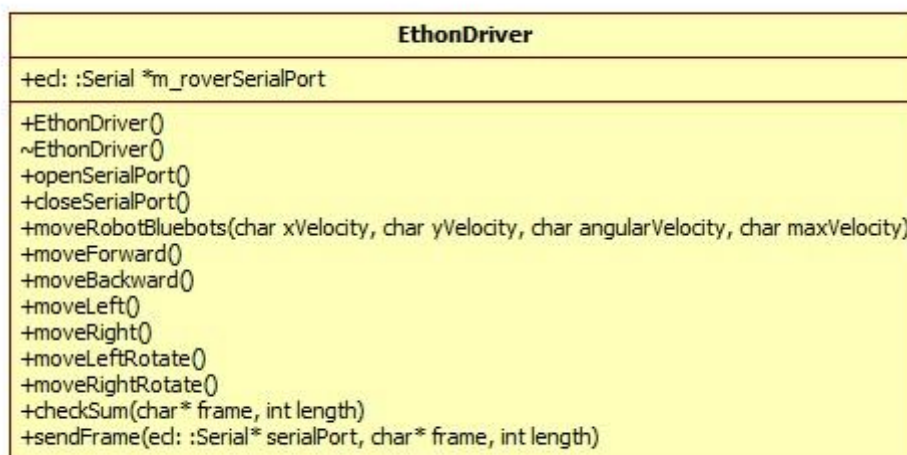 EthonDriver
+ecl: :Serial *m_roverSerialPort
+EthonDriver()
~EthonDriver()
+openSerialPort()
+closeSerialPort()
+moveRobotBluebots(char xVelocity, char yVelocity, char angularVelocity, char maxVelocity)
+moveForward()
+moveBackward()
+moveLeft()
+moveRight()
+moveLeftRotate()
+moveRightRotate()
+checkSum(char* frame, int length)
+sendFrame(ecl: :Serial* serialPort, char* frame, int length)